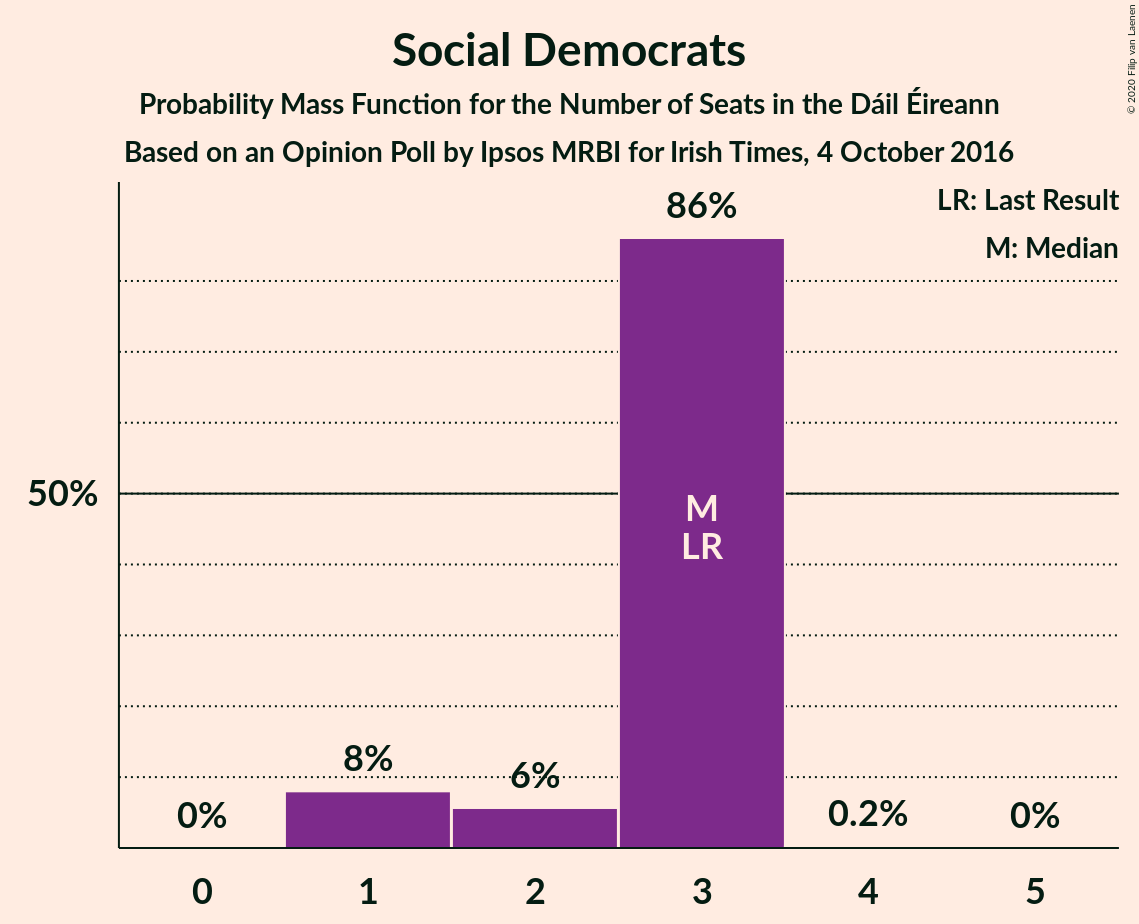 Social Democrats
Probability Mass Function for the Number of Seats in the Dáil Éireann
Based on an Opinion Poll by Ipsos MRBI for Irish Times, 4 October 2016
© 2020 Filip van Laenen
LR: Last Result
M: Median
86%
50%
M
LR
8%
6%
0%
0.2%
0%
0 1 2 3 4 5